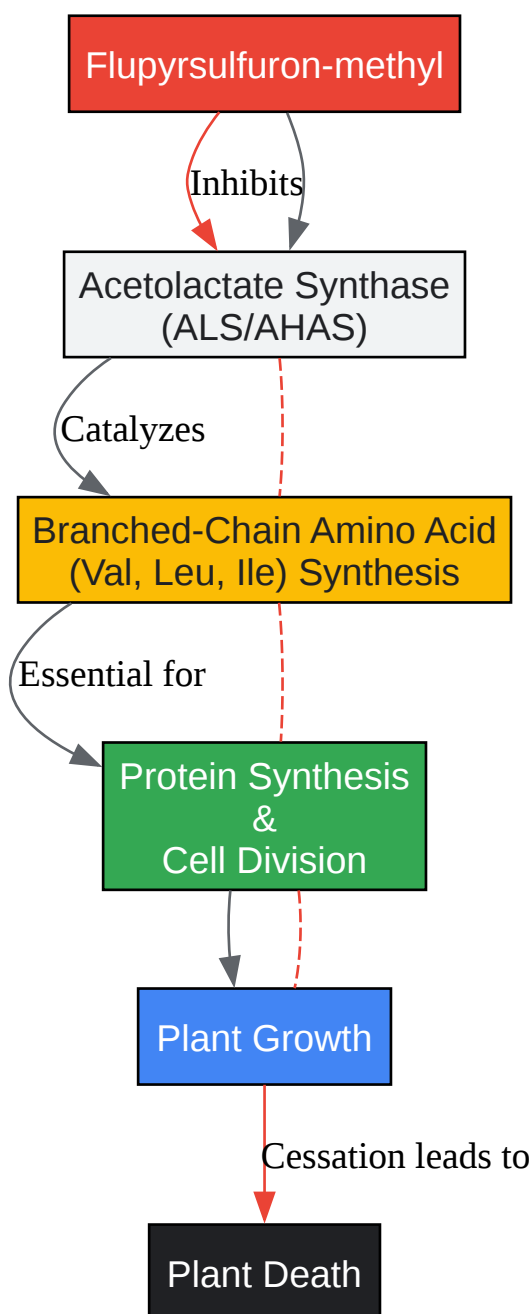 Flupyrsulfuron-methyl
Inhibits
Acetolactate Synthase
(ALS/AHAS)
Catalyzes
Branched-Chain Amino Acid
(Val, Leu, Ile) Synthesis
Essential for
Protein Synthesis
&
Cell Division
Plant Growth
Cessation leads to
Plant Death